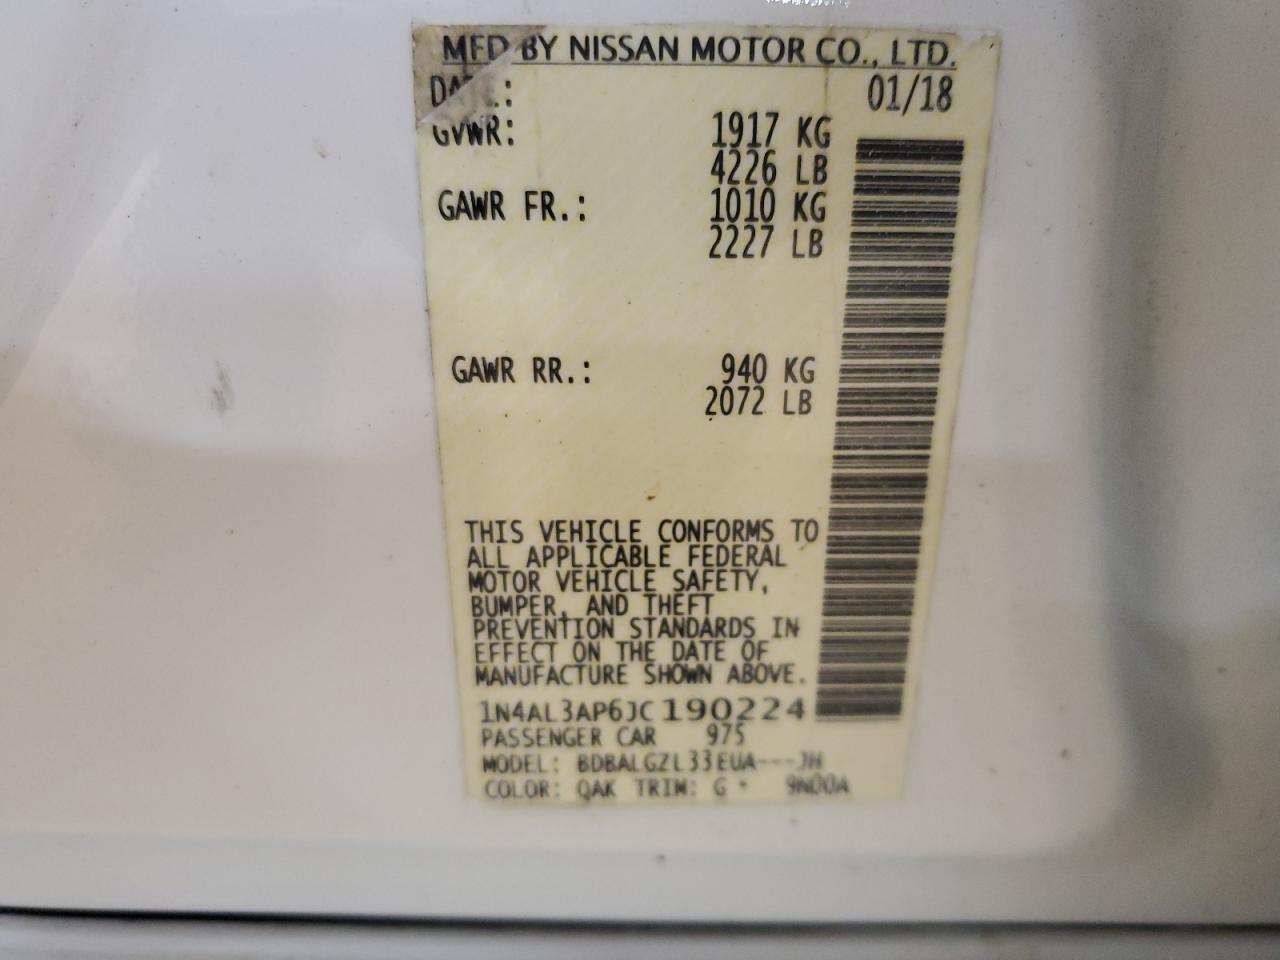 MFD BY NISSAN MOTOR CO., LTD.
DATE: 01/18
GVWR: 1917 KG
4226 LB
GAWR FR.: 1010 KG
2227 LB
GAWR RR.: 940 KG
2072 LB
THIS VEHICLE CONFORMS TO
ALL APPLICABLE FEDERAL
MOTOR VEHICLE SAFETY,
BUMPER, AND THEFT
PREVENTION STANDARDS IN
EFFECT ON THE DATE OF
MANUFACTURE SHOWN ABOVE.
1N4AL3AP6JC190224
PASSENGER CAR 975
MODEL: BDBALGZL33EUA---JH
COLOR: QAK TRIM: G